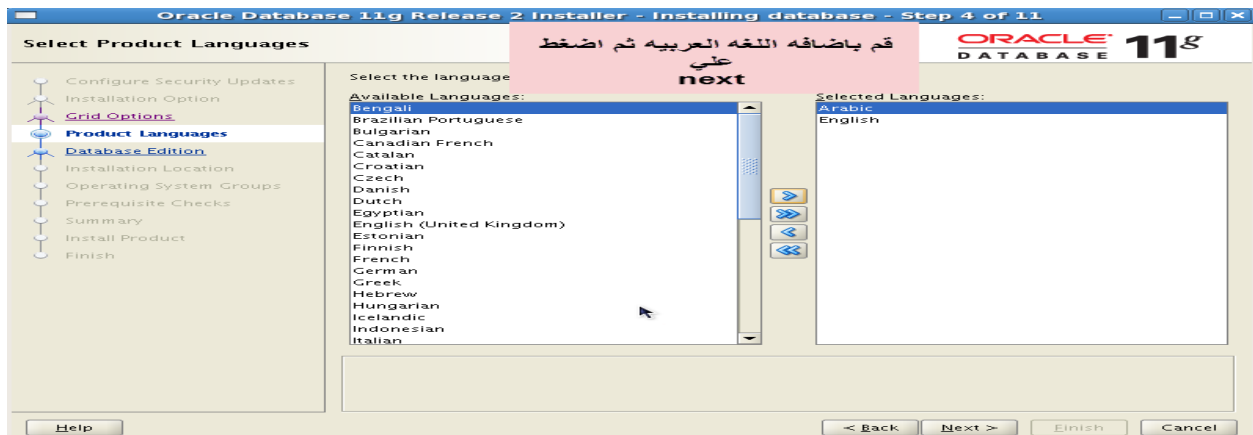 Oracle Database 11g Release 2 Installer - Installing database - Step 4 of 11
Select Product Languages
قم باضافه اللغه العربيه ثم اضغط
علي
next
ORACLE
DATABASE
11g
Configure Security Updates
Installation Option
Grid Options
Product Languages
Database Edition
Installation Location
Operating System Groups
Prerequisite Checks
Summary
Install Product
Finish
Select the language
Available Languages:
Bengali
Brazilian Portuguese
Bulgarian
Canadian French
Catalan
Croatian
Czech
Danish
Dutch
Egyptian
English (United Kingdom)
Estonian
Finnish
French
German
Greek
Hebrew
Hungarian
Icelandic
Indonesian
Italian
Selected Languages:
Arabic
English
Help
< Back
Next >
Finish
Cancel